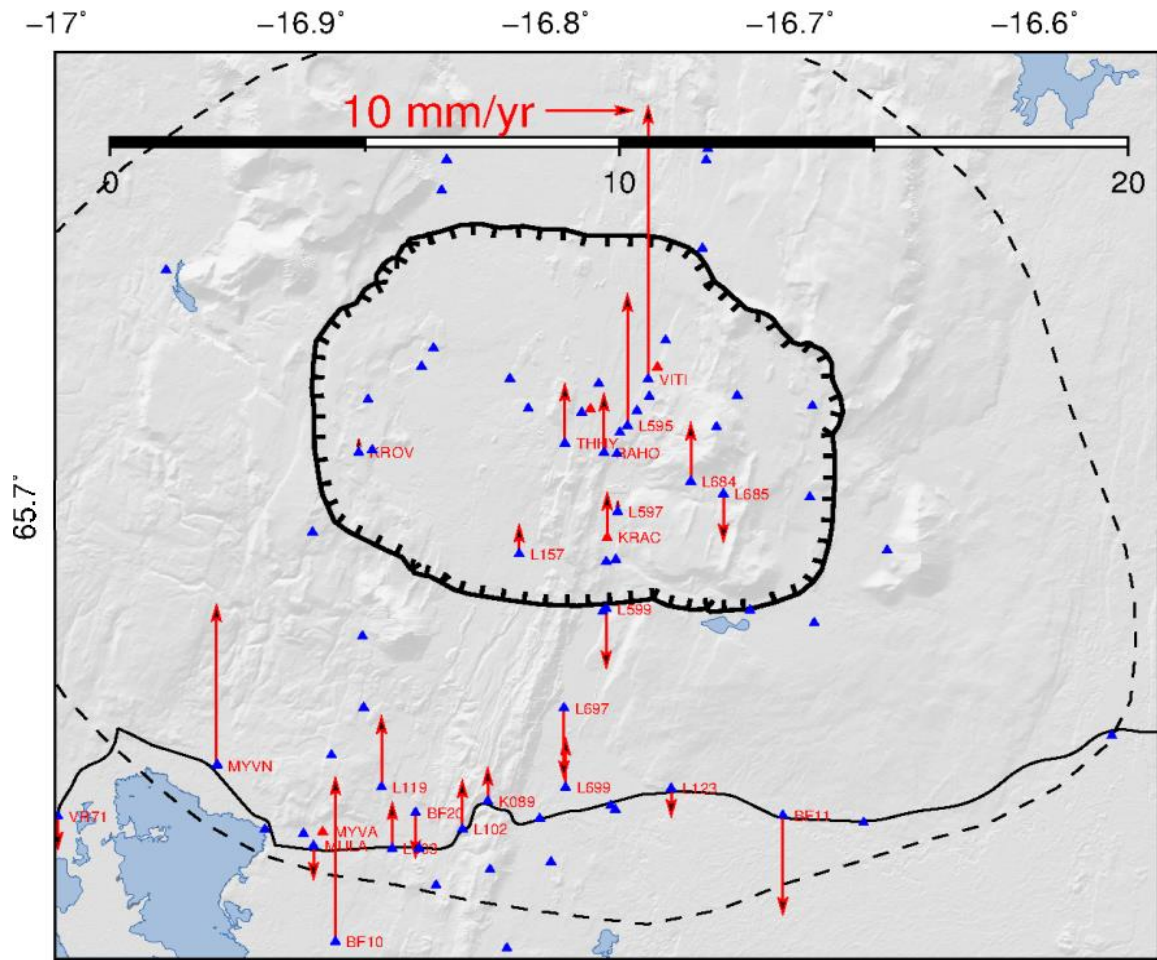 −17˚ −16.9˚ −16.8˚ −16.7˚ −16.6˚
10 mm/yr
0 10 20
VITI
L595
THHY RAHO
KROV
L684
L685
65.7˚
L597
KRAC
L157
L599
L697
MYVN
L119 L699 L123
K089
VR71 BF20 BF11
MYVA L102
MULA
BF10